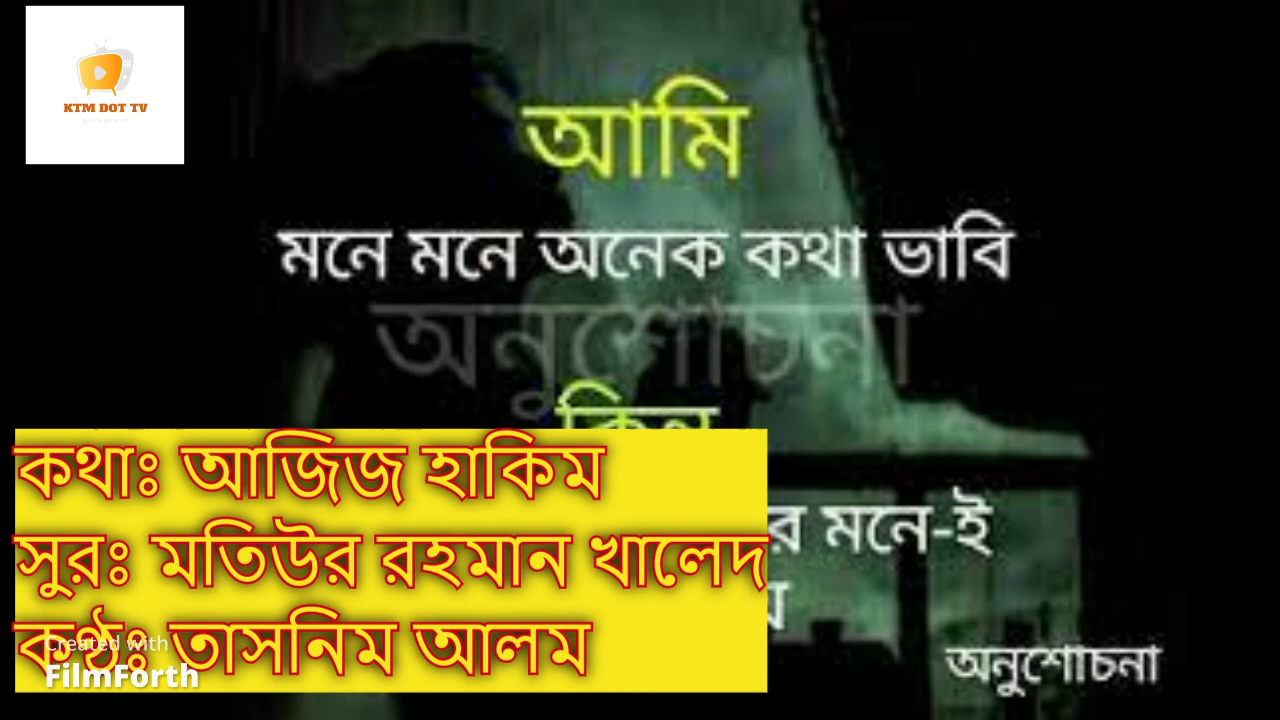 KTM DOT TV
আমি
মনে মনে অনেক কথা ভাবি
অনুশোচনা
কথাঃ আজিজ হাকিম
সুরঃ মতিউর রহমান খালেদ
মনে-ই
কণ্ঠঃ তাসনিম আলম
Created with
FilmForth
অনুশোচনা